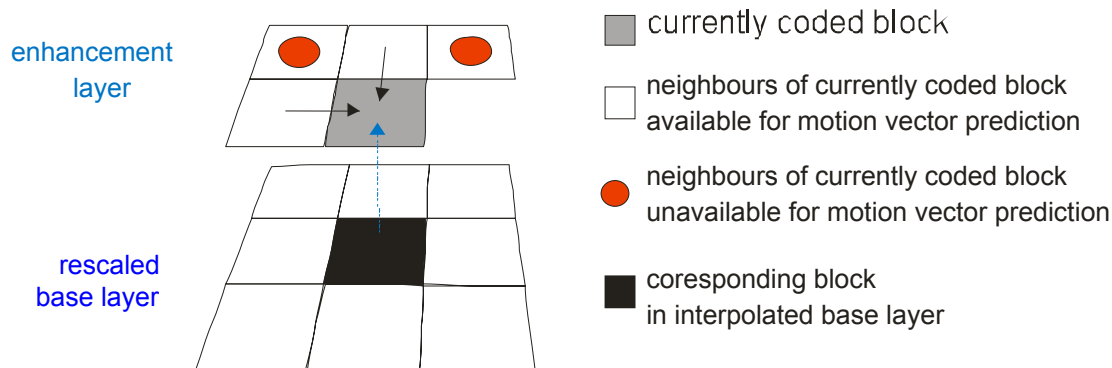 enhancement
layer
rescaled
base layer
currently coded block
neighbours of currently coded block
available for motion vector prediction
neighbours of currently coded block
unavailable for motion vector prediction
coresponding block
in interpolated base layer